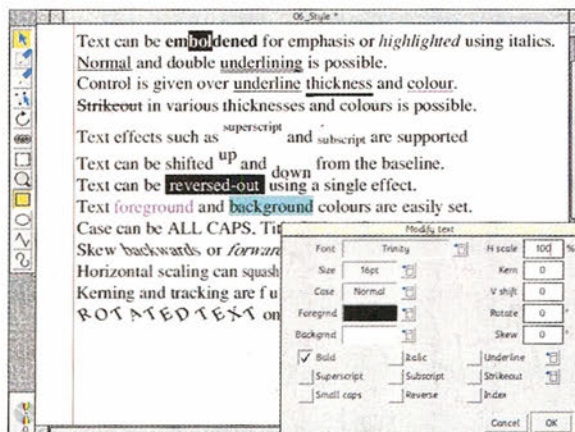 06_Style *
Text can be emboldened for emphasis or highlighted using italics.
Normal and double underlining is possible.
Control is given over underline thickness and colour.
Strikeout in various thicknesses and colours is possible.
Text effects such as superscript and subscript are supported
Text can be shifted up and down from the baseline.
Text can be reversed-out using a single effect.
Text foreground and background colours are easily set.
Case can be ALL CAPS. Tit
Skew backwards or forwar
Horizontal scaling can squash
Kerning and tracking are f u
ROTATED TEXT on
Modify text
Font Trinity H scale 100 %
Size 16pt Kern 0
Case Normal V shift 0
Foregrnd Rotate 0 °
Backgrnd Skew 0 °
Bold Italic Underline
Superscript Subscript Strikeout
Small caps Reverse Index
Cancel OK